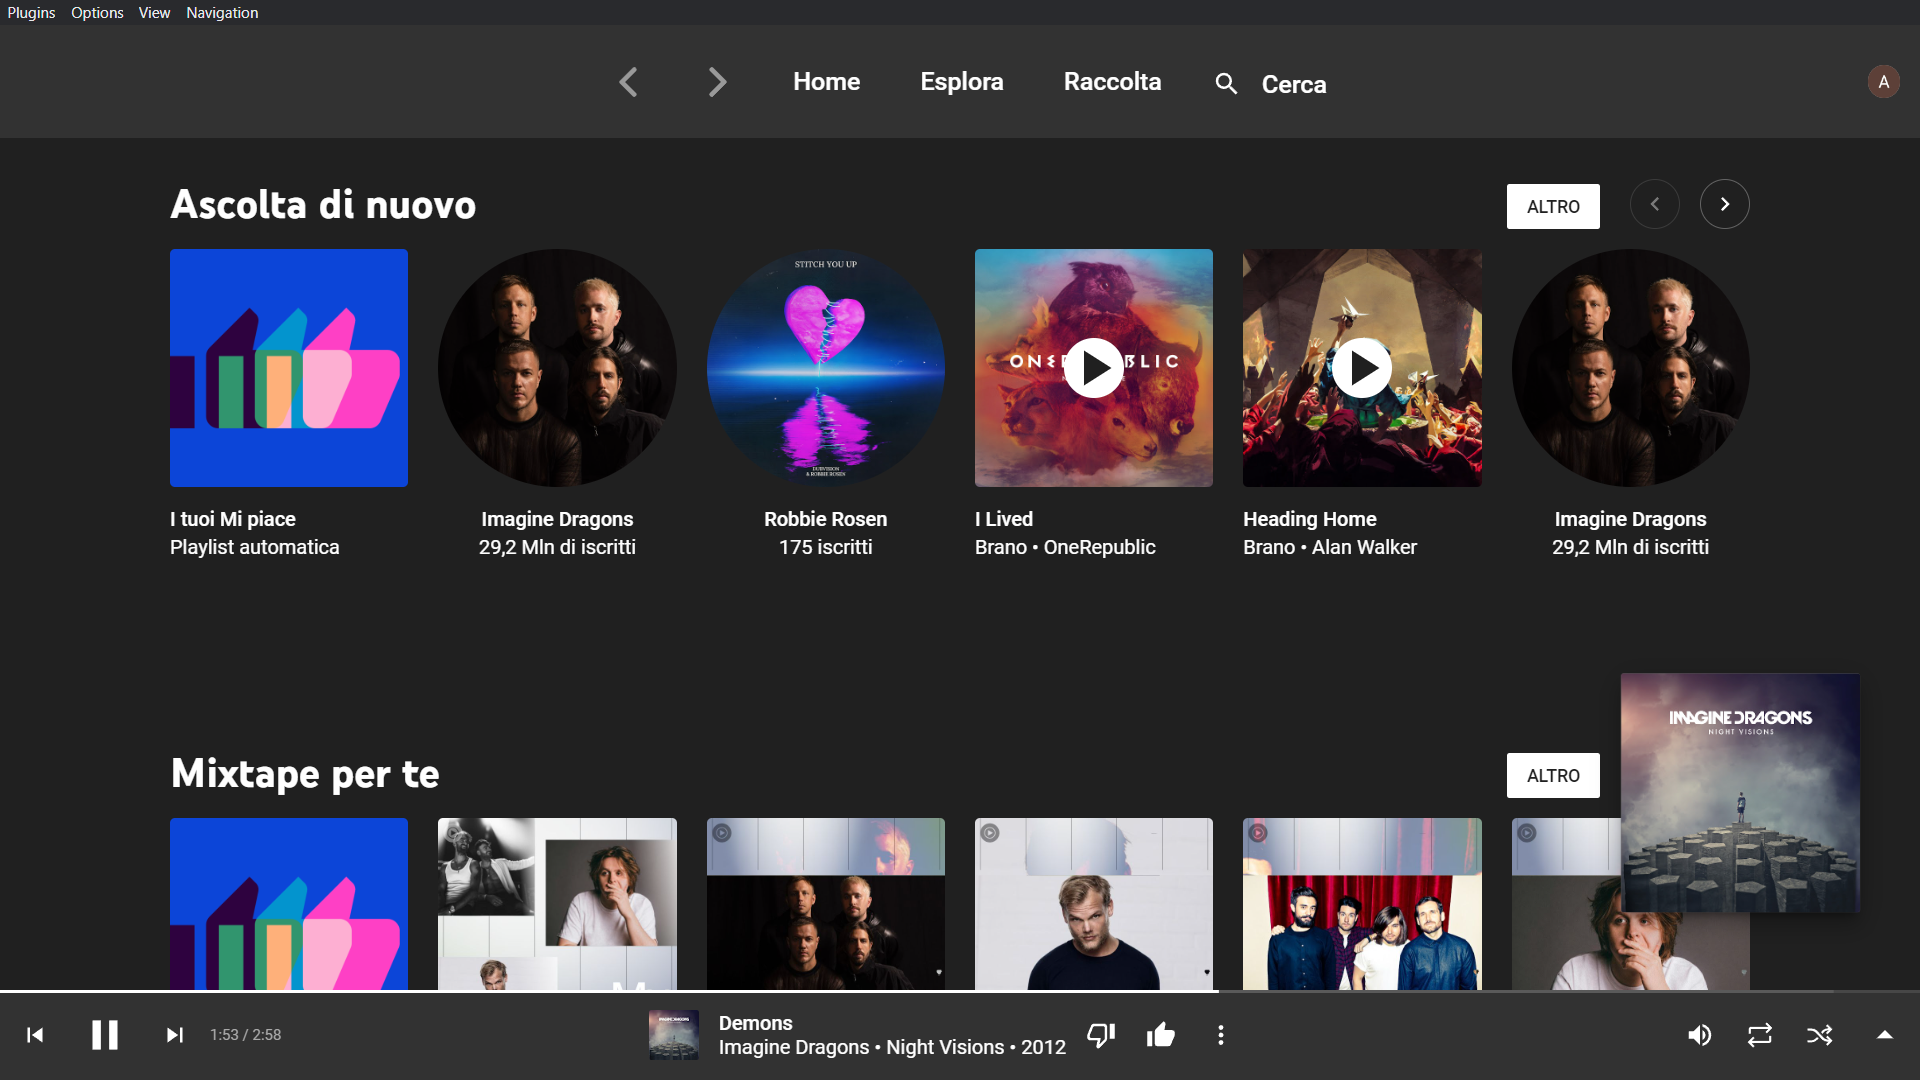 Plugins Options View Navigation
Home Esplora Raccolta Cerca
A
Ascolta di nuovo
ALTRO
STITCH YOU UP
DUBVISION
& ROBBIE ROSEN
IMAGINE DRAGONS
NIGHT VISIONS
I tuoi Mi piace
Playlist automatica
Imagine Dragons
29,2 Mln di iscritti
Robbie Rosen
175 iscritti
I Lived
Brano • OneRepublic
Heading Home
Brano • Alan Walker
Imagine Dragons
29,2 Mln di iscritti
Mixtape per te
ALTRO
1:53 / 2:58
Demons
Imagine Dragons • Night Visions • 2012